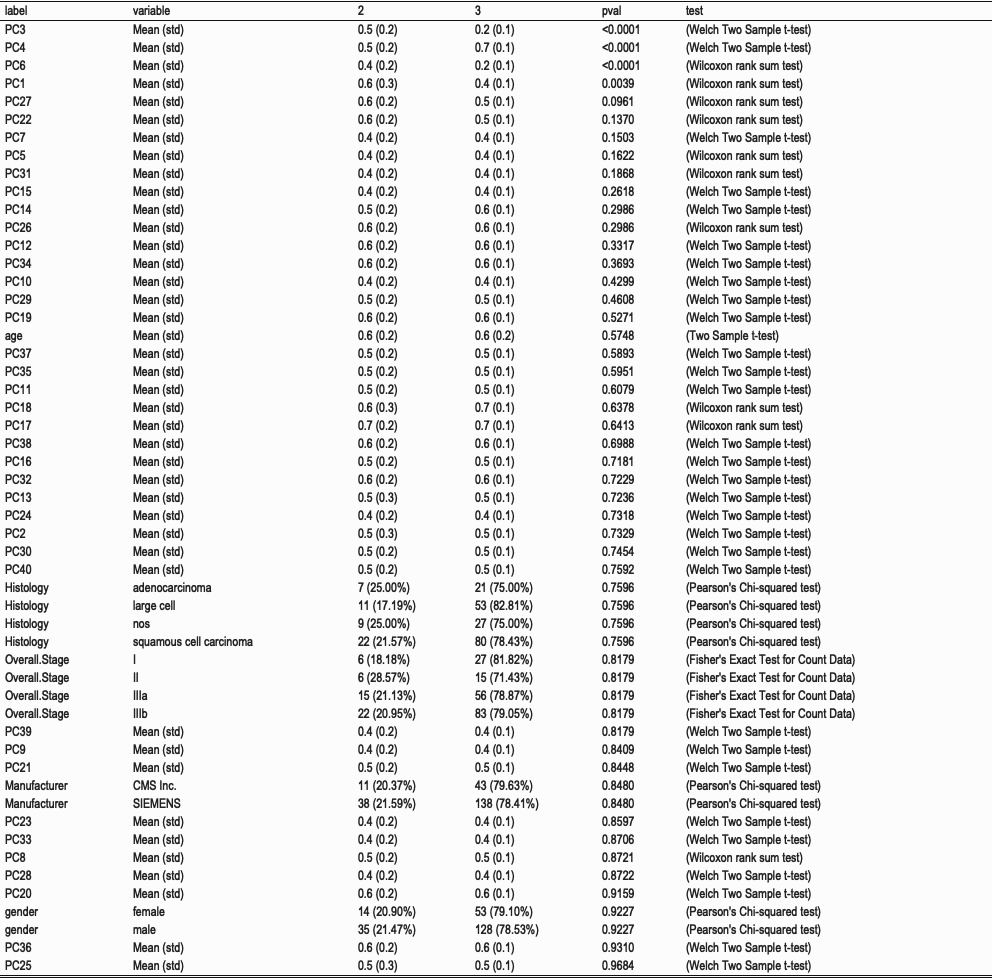 label variable 2 3 pval test
PC3 Mean (std) 0.5 (0.2) 0.2 (0.1) <0.0001 (Welch Two Sample t-test)
PC4 Mean (std) 0.5 (0.2) 0.7 (0.1) <0.0001 (Welch Two Sample t-test)
PC6 Mean (std) 0.4 (0.2) 0.2 (0.1) <0.0001 (Wilcoxon rank sum test)
PC1 Mean (std) 0.6 (0.3) 0.4 (0.1) 0.0039 (Wilcoxon rank sum test)
PC27 Mean (std) 0.6 (0.2) 0.5 (0.1) 0.0961 (Wilcoxon rank sum test)
PC22 Mean (std) 0.6 (0.2) 0.5 (0.1) 0.1370 (Wilcoxon rank sum test)
PC7 Mean (std) 0.4 (0.2) 0.4 (0.1) 0.1503 (Welch Two Sample t-test)
PC5 Mean (std) 0.4 (0.2) 0.4 (0.1) 0.1622 (Wilcoxon rank sum test)
PC31 Mean (std) 0.4 (0.2) 0.4 (0.1) 0.1868 (Wilcoxon rank sum test)
PC15 Mean (std) 0.4 (0.2) 0.4 (0.1) 0.2618 (Welch Two Sample t-test)
PC14 Mean (std) 0.5 (0.2) 0.6 (0.1) 0.2986 (Welch Two Sample t-test)
PC26 Mean (std) 0.6 (0.2) 0.6 (0.1) 0.2986 (Wilcoxon rank sum test)
PC12 Mean (std) 0.6 (0.2) 0.6 (0.1) 0.3317 (Welch Two Sample t-test)
PC34 Mean (std) 0.6 (0.2) 0.6 (0.1) 0.3693 (Welch Two Sample t-test)
PC10 Mean (std) 0.4 (0.2) 0.4 (0.1) 0.4299 (Welch Two Sample t-test)
PC29 Mean (std) 0.5 (0.2) 0.5 (0.1) 0.4608 (Welch Two Sample t-test)
PC19 Mean (std) 0.6 (0.2) 0.6 (0.1) 0.5271 (Welch Two Sample t-test)
age Mean (std) 0.6 (0.2) 0.6 (0.2) 0.5748 (Two Sample t-test)
PC37 Mean (std) 0.5 (0.2) 0.5 (0.1) 0.5893 (Welch Two Sample t-test)
PC35 Mean (std) 0.5 (0.2) 0.5 (0.1) 0.5951 (Welch Two Sample t-test)
PC11 Mean (std) 0.5 (0.2) 0.5 (0.1) 0.6079 (Welch Two Sample t-test)
PC18 Mean (std) 0.6 (0.3) 0.7 (0.1) 0.6378 (Wilcoxon rank sum test)
PC17 Mean (std) 0.7 (0.2) 0.7 (0.1) 0.6413 (Wilcoxon rank sum test)
PC38 Mean (std) 0.6 (0.2) 0.6 (0.1) 0.6988 (Welch Two Sample t-test)
PC16 Mean (std) 0.5 (0.2) 0.5 (0.1) 0.7181 (Welch Two Sample t-test)
PC32 Mean (std) 0.6 (0.2) 0.6 (0.1) 0.7229 (Welch Two Sample t-test)
PC13 Mean (std) 0.5 (0.3) 0.5 (0.1) 0.7236 (Welch Two Sample t-test)
PC24 Mean (std) 0.4 (0.2) 0.4 (0.1) 0.7318 (Welch Two Sample t-test)
PC2 Mean (std) 0.5 (0.3) 0.5 (0.1) 0.7329 (Welch Two Sample t-test)
PC30 Mean (std) 0.5 (0.2) 0.5 (0.1) 0.7454 (Welch Two Sample t-test)
PC40 Mean (std) 0.5 (0.2) 0.5 (0.1) 0.7592 (Welch Two Sample t-test)
Histology adenocarcinoma 7 (25.00%) 21 (75.00%) 0.7596 (Pearson's Chi-squared test)
Histology large cell 11 (17.19%) 53 (82.81%) 0.7596 (Pearson's Chi-squared test)
Histology nos 9 (25.00%) 27 (75.00%) 0.7596 (Pearson's Chi-squared test)
Histology squamous cell carcinoma 22 (21.57%) 80 (78.43%) 0.7596 (Pearson's Chi-squared test)
Overall.Stage I 6 (18.18%) 27 (81.82%) 0.8179 (Fisher's Exact Test for Count Data)
Overall.Stage II 6 (28.57%) 15 (71.43%) 0.8179 (Fisher's Exact Test for Count Data)
Overall.Stage IIIa 15 (21.13%) 56 (78.87%) 0.8179 (Fisher's Exact Test for Count Data)
Overall.Stage IIIb 22 (20.95%) 83 (79.05%) 0.8179 (Fisher's Exact Test for Count Data)
PC39 Mean (std) 0.4 (0.2) 0.4 (0.1) 0.8179 (Welch Two Sample t-test)
PC9 Mean (std) 0.4 (0.2) 0.4 (0.1) 0.8409 (Welch Two Sample t-test)
PC21 Mean (std) 0.5 (0.2) 0.5 (0.1) 0.8448 (Welch Two Sample t-test)
Manufacturer CMS Inc. 11 (20.37%) 43 (79.63%) 0.8480 (Pearson's Chi-squared test)
Manufacturer SIEMENS 38 (21.59%) 138 (78.41%) 0.8480 (Pearson's Chi-squared test)
PC23 Mean (std) 0.4 (0.2) 0.4 (0.1) 0.8597 (Welch Two Sample t-test)
PC33 Mean (std) 0.4 (0.2) 0.4 (0.1) 0.8706 (Welch Two Sample t-test)
PC8 Mean (std) 0.5 (0.2) 0.5 (0.1) 0.8721 (Wilcoxon rank sum test)
PC28 Mean (std) 0.4 (0.2) 0.4 (0.1) 0.8722 (Welch Two Sample t-test)
PC20 Mean (std) 0.6 (0.2) 0.6 (0.1) 0.9159 (Welch Two Sample t-test)
gender female 14 (20.90%) 53 (79.10%) 0.9227 (Pearson's Chi-squared test)
gender male 35 (21.47%) 128 (78.53%) 0.9227 (Pearson's Chi-squared test)
PC36 Mean (std) 0.6 (0.2) 0.6 (0.1) 0.9310 (Welch Two Sample t-test)
PC25 Mean (std) 0.5 (0.3) 0.5 (0.1) 0.9684 (Welch Two Sample t-test)